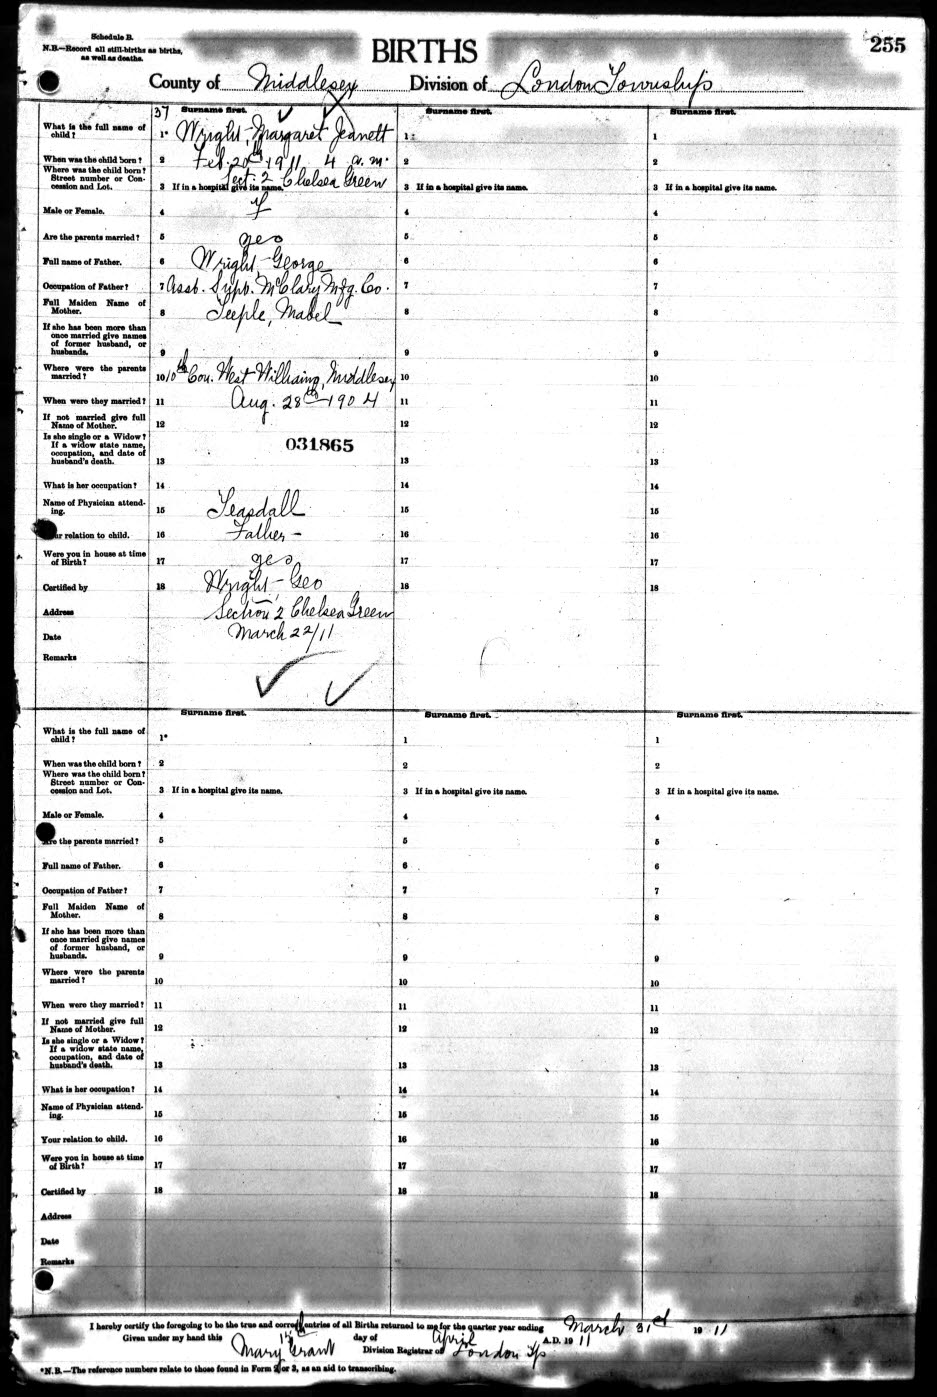 Schedule B.
N.B.—Record all still-births as births,
as well as deaths.
BIRTHS
255
County of Middlesex Division of London Township
37 Surname first. Surname first. Surname first.
What is the full name of child? 1* Wright, Margaret Jeanett 1 1
When was the child born? 2 Feb. 20th 1911 4 a.m. 2 2
Where was the child born? Street number or Concession and Lot. 3 If in a hospital give its name. Sect. 2 Chelsea Green 3 If in a hospital give its name. 3 If in a hospital give its name.
Male or Female. 4 f 4 4
Are the parents married? 5 yes 5 5
Full name of Father. 6 Wright, George 6 6
Occupation of Father? 7 Asst. Supt. McClary Mfg. Co. 7 7
Full Maiden Name of Mother. 8 Seeple, Mabel 8 8
If she has been more than once married give names of former husband, or husbands. 9 9 9
Where were the parents married? 10 10th Con. West Williams, Middlesex 10 10
When were they married? 11 Aug. 28th 1904 11 11
If not married give full Name of Mother. 12 12 12
Is she single or a Widow? If a widow state name, occupation, and date of husband's death. 13 031865 13 13
What is her occupation? 14 14 14
Name of Physician attending. 15 Teasdall 15 15
ur relation to child. 16 Father 16 16
Were you in house at time of Birth? 17 yes 17 17
Certified by 18 Wright - Geo 18 18
Address Section 2 Chelsea Green
Date March 22/11
Remarks
Surname first. Surname first. Surname first.
What is the full name of child? 1* 1 1
When was the child born? 2 2 2
Where was the child born? Street number or Concession and Lot. 3 If in a hospital give its name. 3 If in a hospital give its name. 3 If in a hospital give its name.
Male or Female. 4 4 4
Are the parents married? 5 5 5
Full name of Father. 6 6 6
Occupation of Father? 7 7 7
Full Maiden Name of Mother. 8 8 8
If she has been more than once married give names of former husband, or husbands. 9 9 9
Where were the parents married? 10 10 10
When were they married? 11 11 11
If not married give full Name of Mother. 12 12 12
Is she single or a Widow? If a widow state name, occupation, and date of husband's death. 13 13 13
What is her occupation? 14 14 14
Name of Physician attending. 15 15 15
Your relation to child. 16 16 16
Were you in house at time of Birth? 17 17 17
Certified by 18 18 18
Address
Date
Remarks
I hereby certify the foregoing to be the true and correct entries of all Births returned to me for the quarter year ending March 31st 1911
Given under my hand this day of April A.D. 1911
Mary Grant Division Registrar of London Tp
*N.B.—The reference numbers relate to those found in Form 2 or 3, as an aid to transcribing.